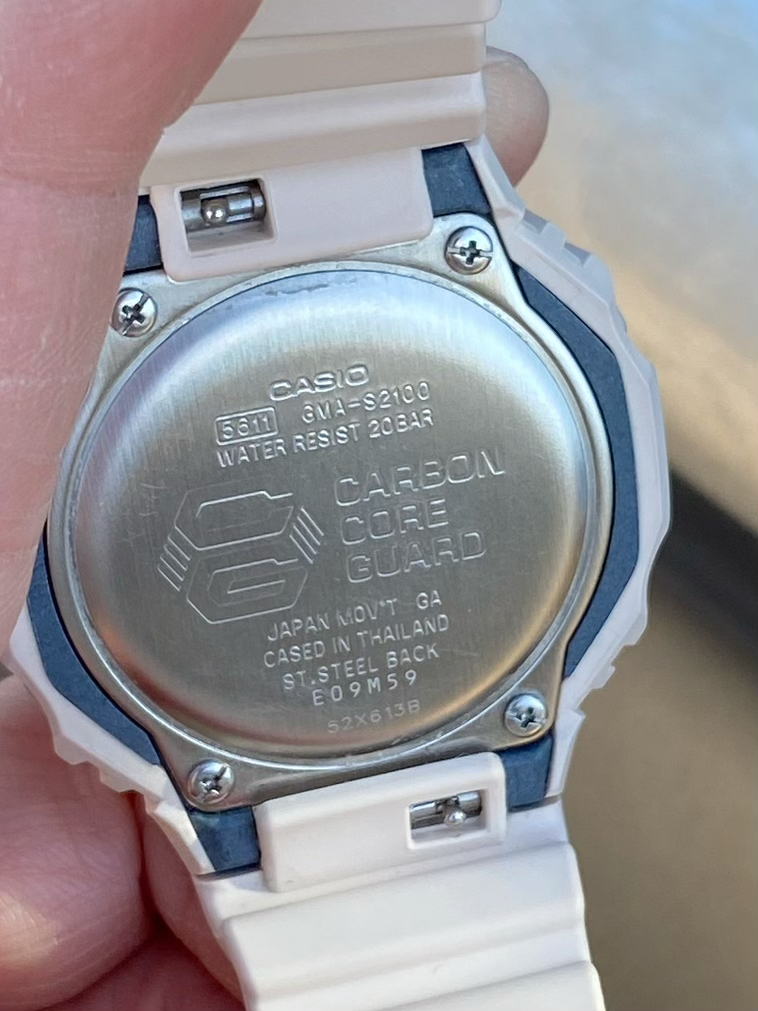 CASIO
5611 GMA-S2100
WATER RESIST 20BAR
CG
CARBON
CORE
GUARD
JAPAN MOV'T GA
CASED IN THAILAND
ST.STEEL BACK
E09M59
52X613B